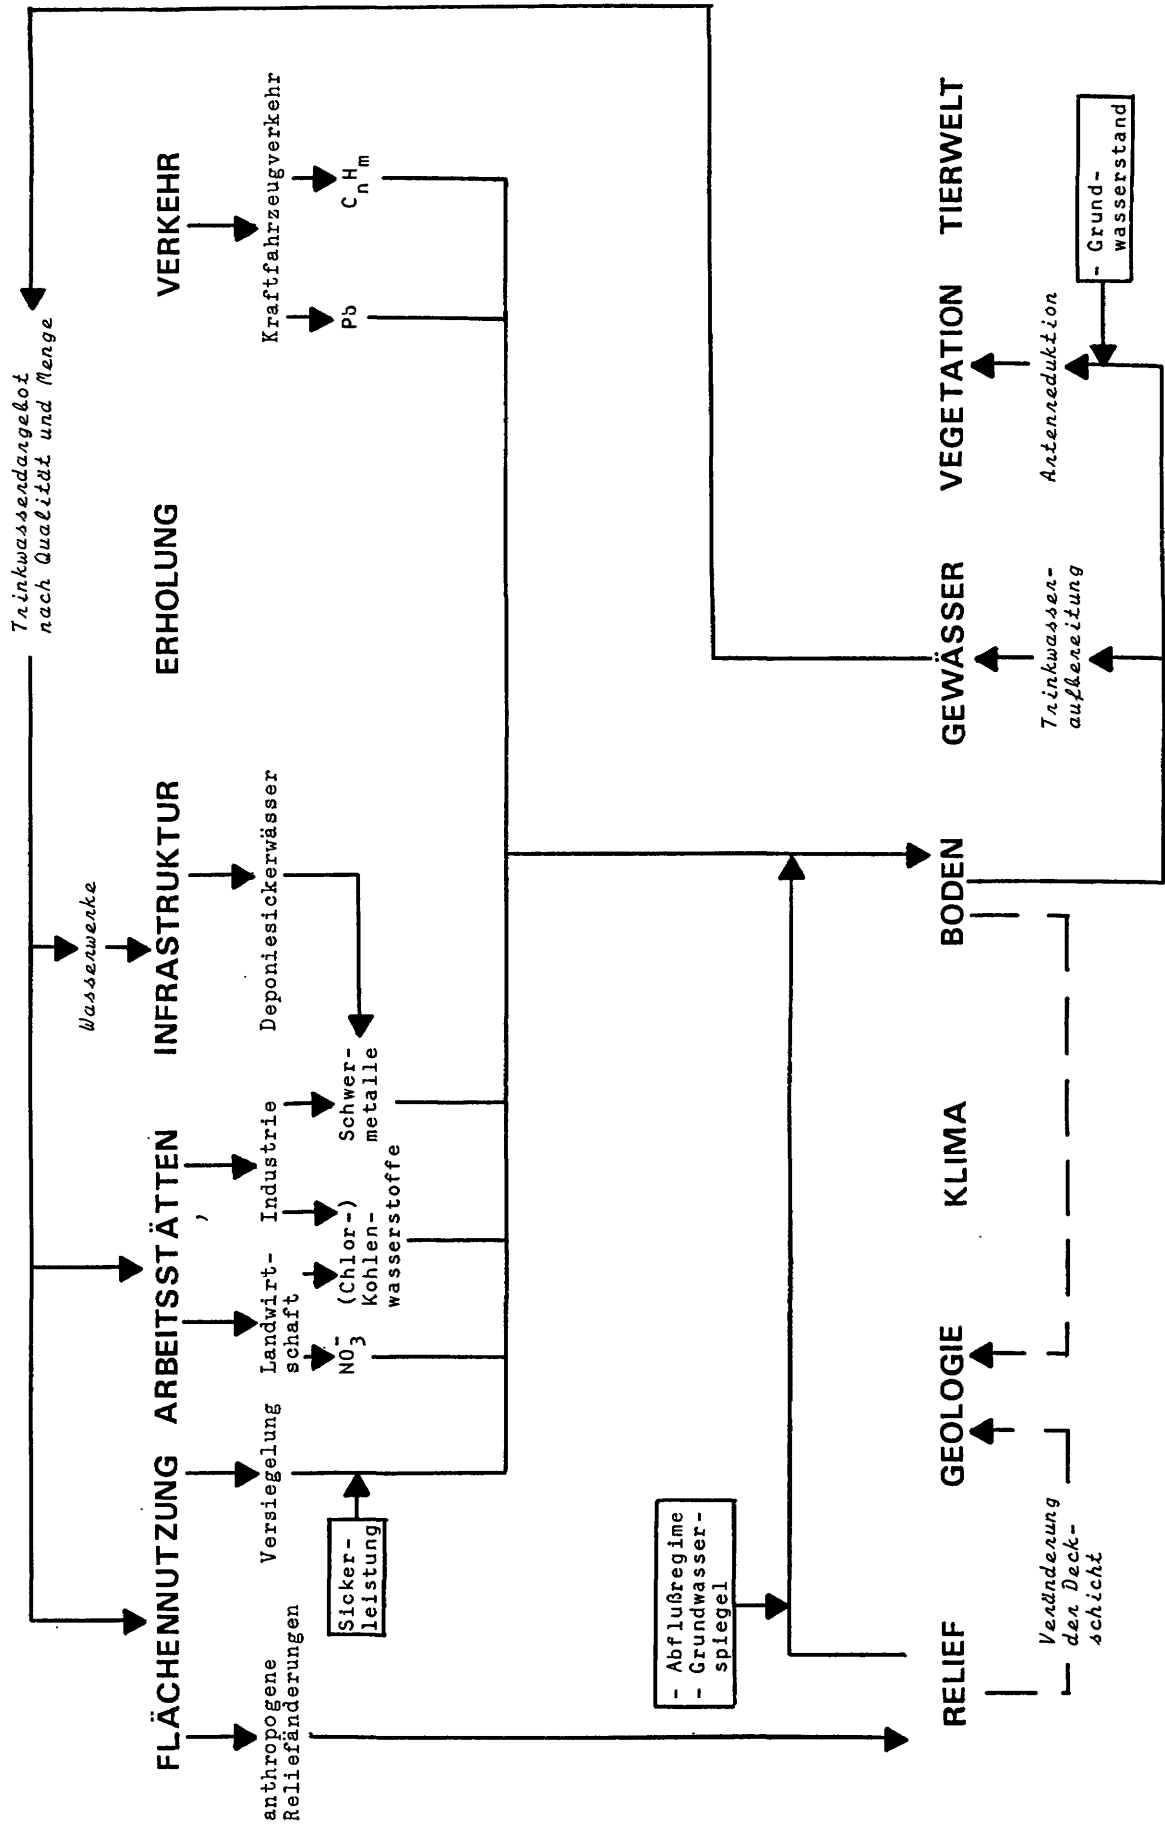 Trinkwasserdargebot
nach Qualität und Menge
Wasserwerke
FLÄCHENNUTZUNG ARBEITSSTÄTTEN INFRASTRUKTUR ERHOLUNG VERKEHR
anthropogene
Reliefänderungen
Versiegelung
Landwirt-
schaft
Industrie
Deponiesickerwässer
Kraftfahrzeugverkehr
Sicker-
leistung
NO₃⁻
(Chlor-)
Kohlen-
wasserstoffe
Schwer-
metalle
Pb
CₙHₘ
- Abflußregime
- Grundwasser-
spiegel
RELIEF GEOLOGIE KLIMA BODEN GEWÄSSER VEGETATION TIERWELT
Veränderung
der Deck-
schicht
Trinkwasser-
aufbereitung
Artenreduktion
- Grund-
wasserstand